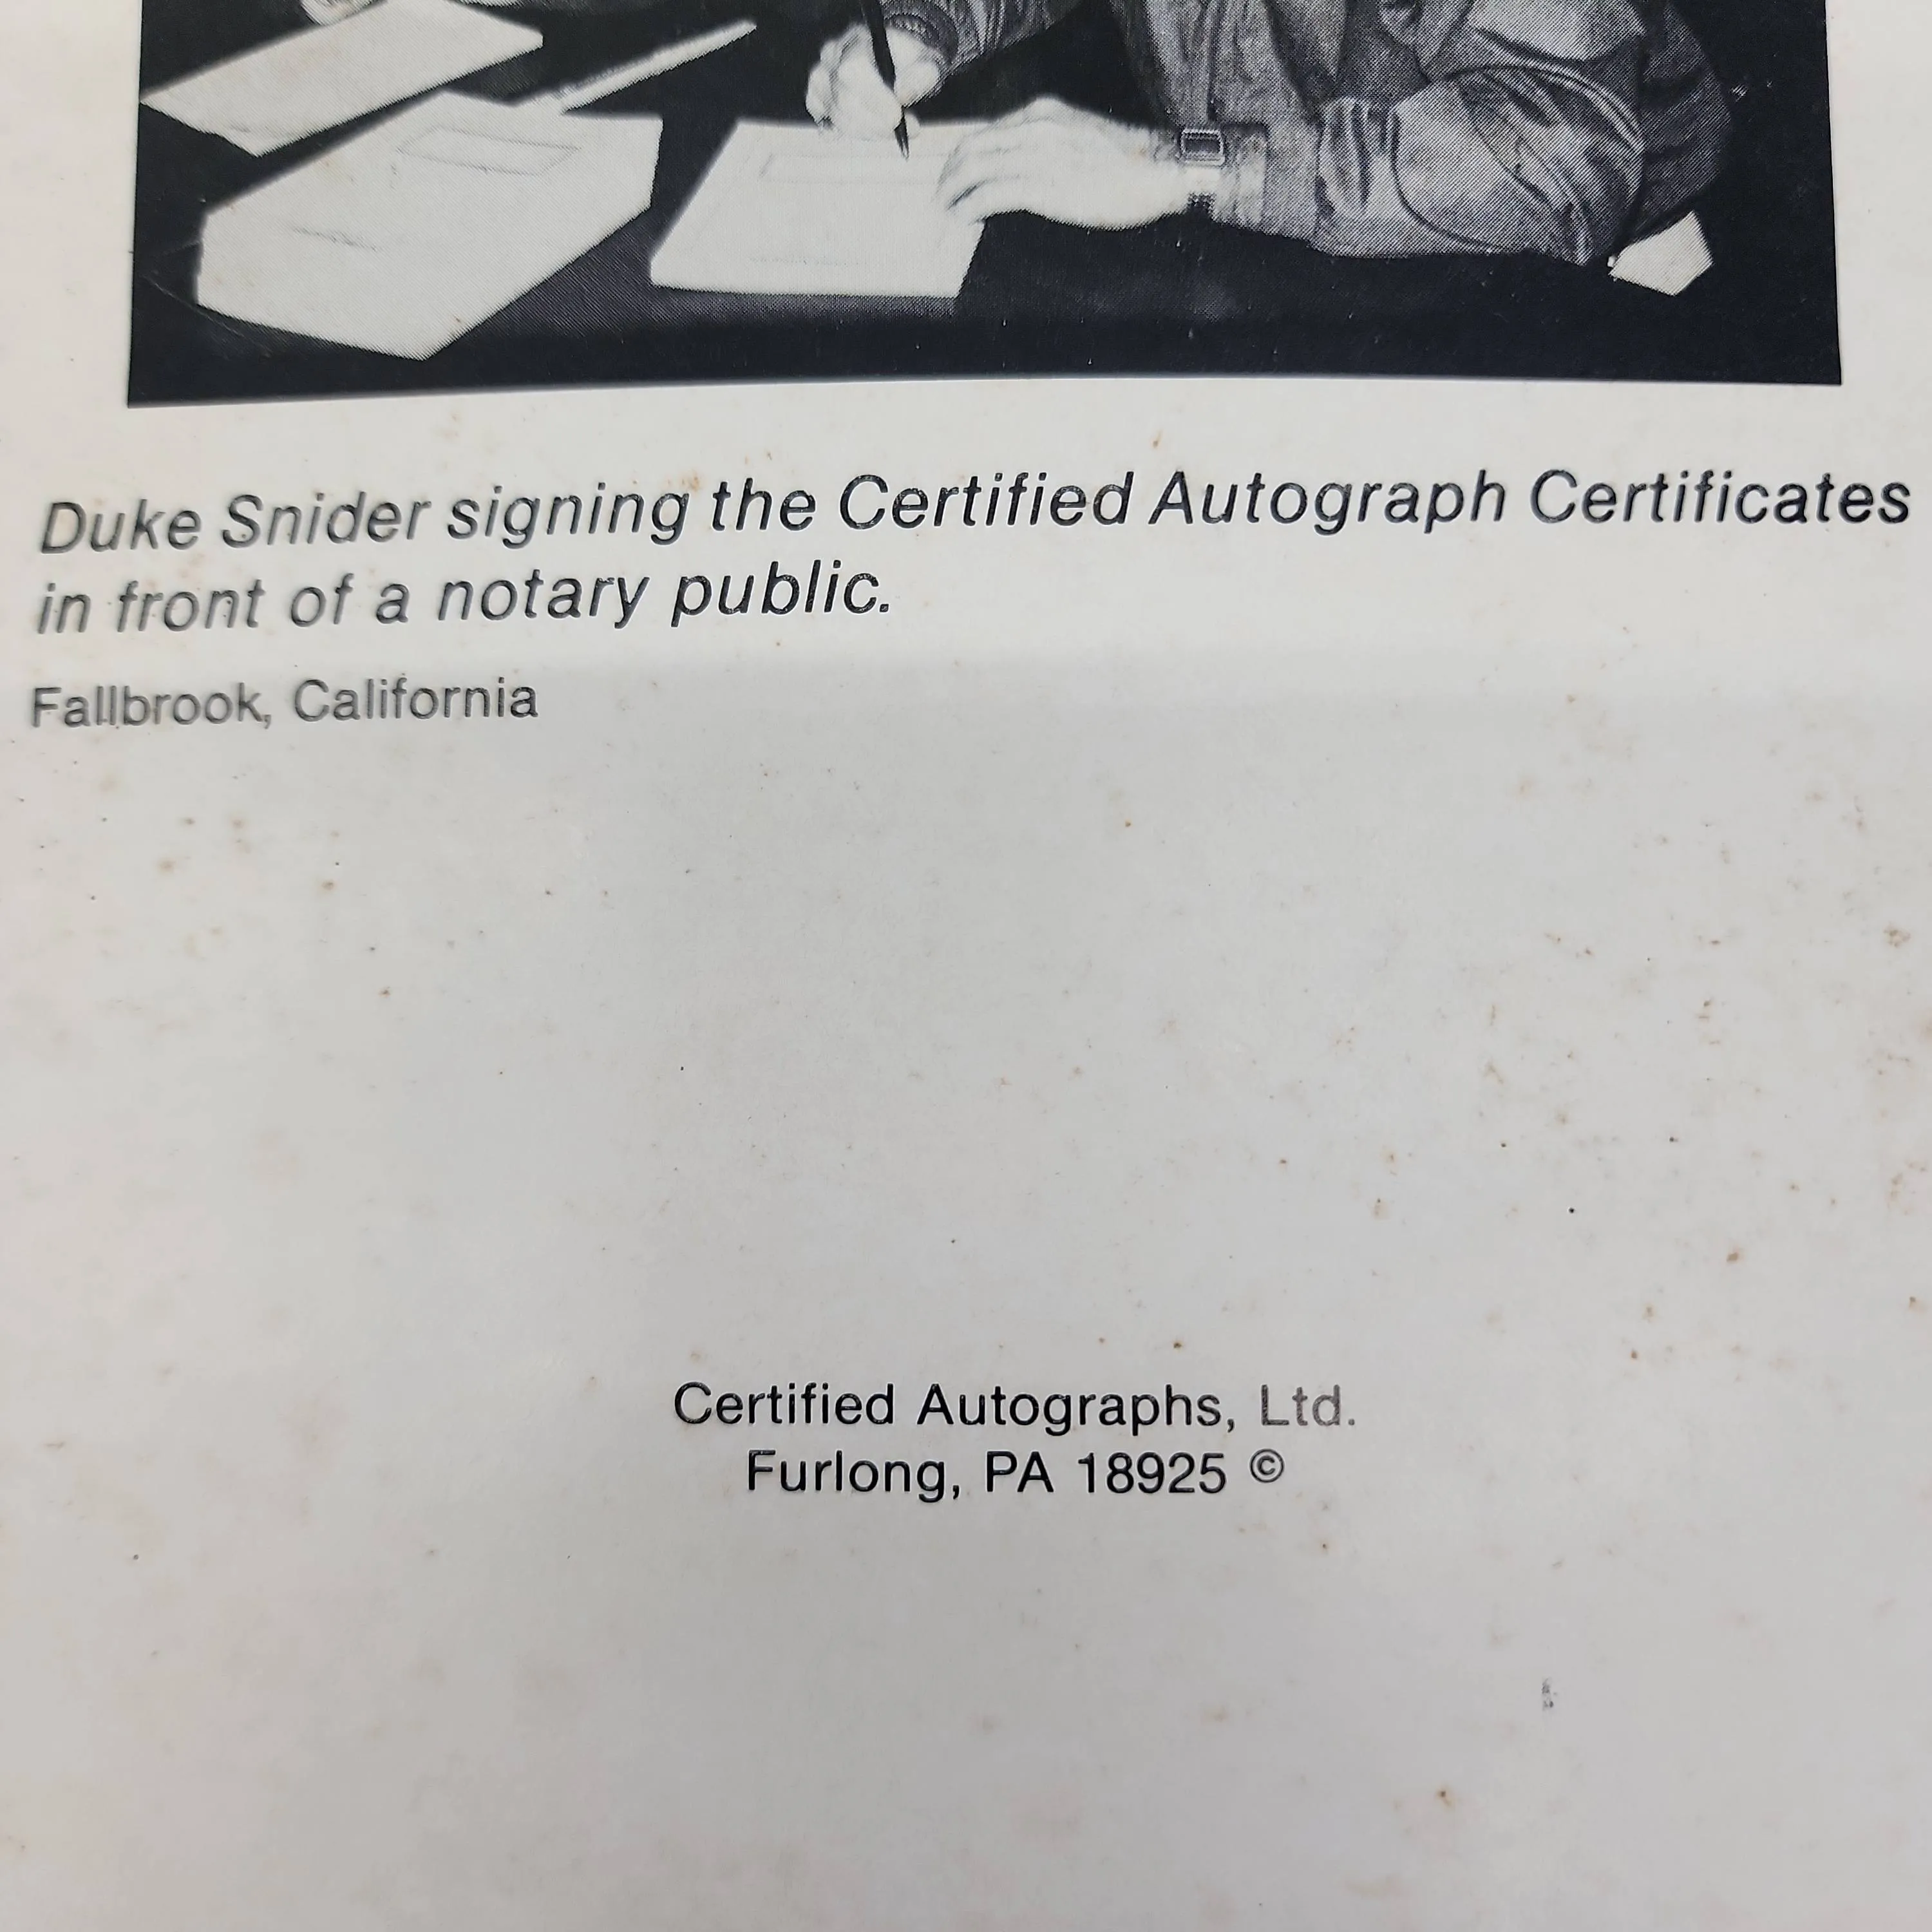 Duke Snider signing the Certified Autograph Certificates
in front of a notary public.
Fallbrook, California
Certified Autographs, Ltd.
Furlong, PA 18925 ©